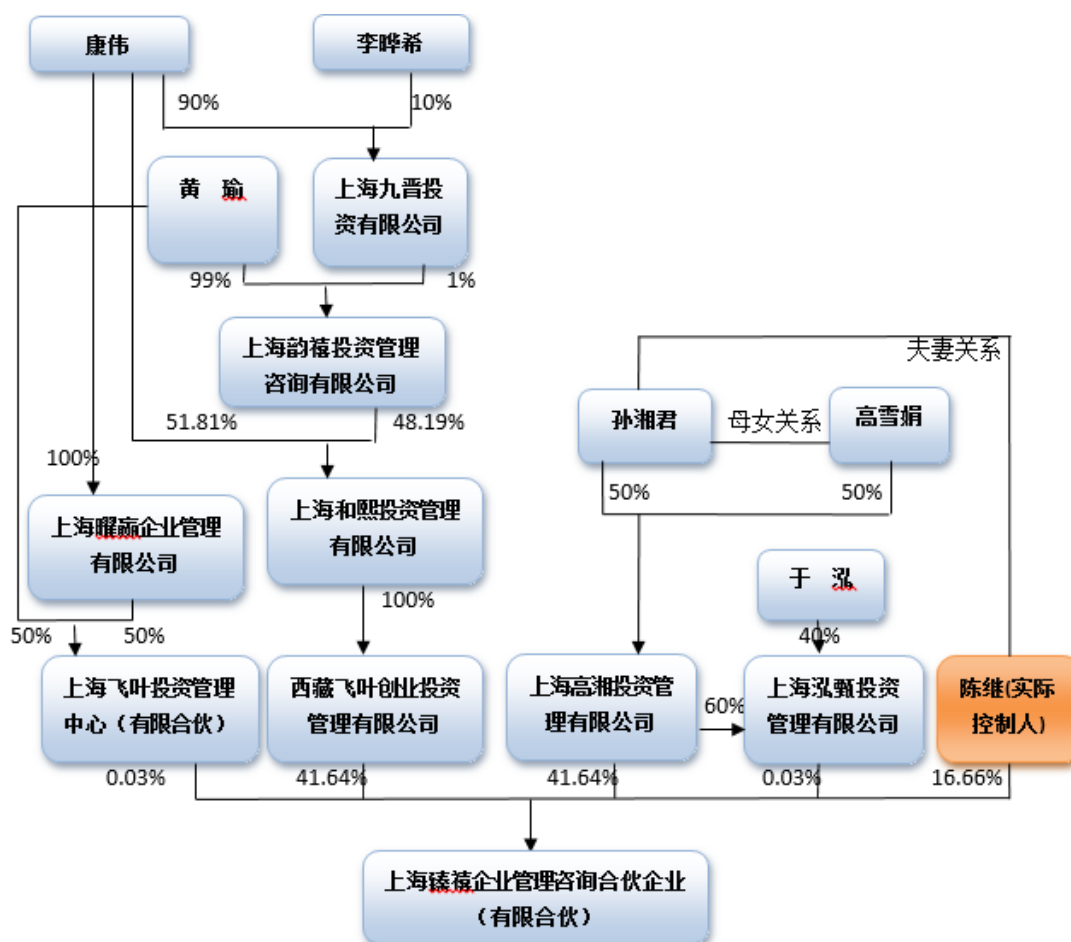 康伟
李晔希
90%
10%
黄 瑜
上海九晋投
资有限公司
99%
1%
上海韵禧投资管理
咨询有限公司
夫妻关系
51.81%
48.19%
孙湘君
母女关系
高雪娟
100%
50%
50%
上海曜赢企业管理
有限公司
上海和熙投资管理
有限公司
于 泓
100%
50%
50%
40%
上海飞叶投资管理
中心（有限合伙）
西藏飞叶创业投资
管理有限公司
上海高湘投资管
理有限公司
60%
上海泓甄投资
管理有限公司
陈继(实际
控制人)
0.03%
41.64%
41.64%
0.03%
16.66%
上海臻禧企业管理咨询合伙企业
（有限合伙）